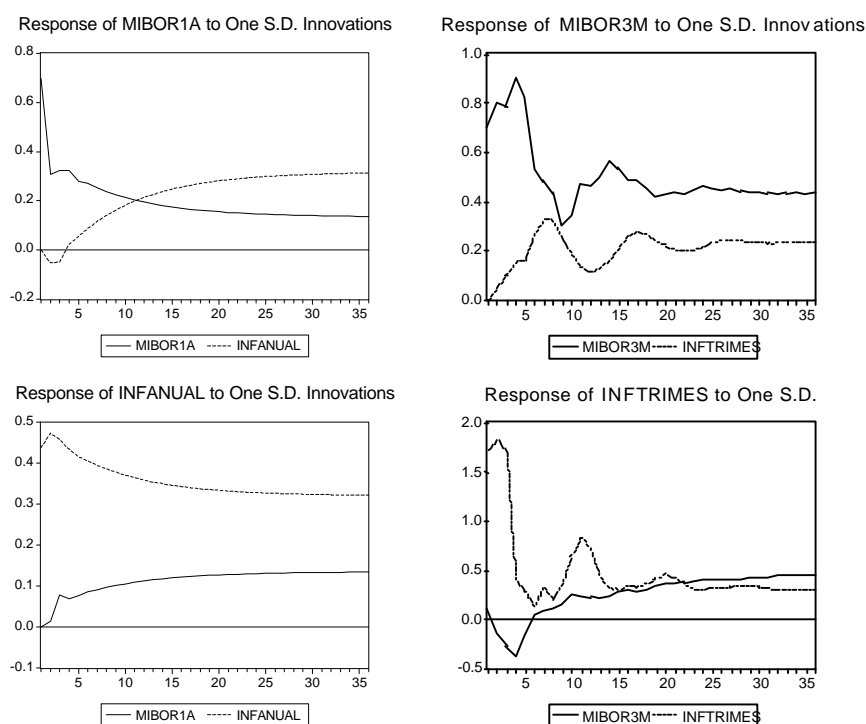 Response of MIBOR1A to One S.D. Innovations
0.8
0.6
0.4
0.2
0.0
-0.2
5 10 15 20 25 30 35
MIBOR1A INFANUAL
Response of MIBOR3M to One S.D. Innovations
1.0
0.8
0.6
0.4
0.2
0.0
5 10 15 20 25 30 35
MIBOR3M INFTRIMES
Response of INFANUAL to One S.D. Innovations
0.5
0.4
0.3
0.2
0.1
0.0
-0.1
5 10 15 20 25 30 35
MIBOR1A INFANUAL
Response of INFTRIMES to One S.D.
2.0
1.5
1.0
0.5
0.0
-0.5
5 10 15 20 25 30 35
MIBOR3M INFTRIMES